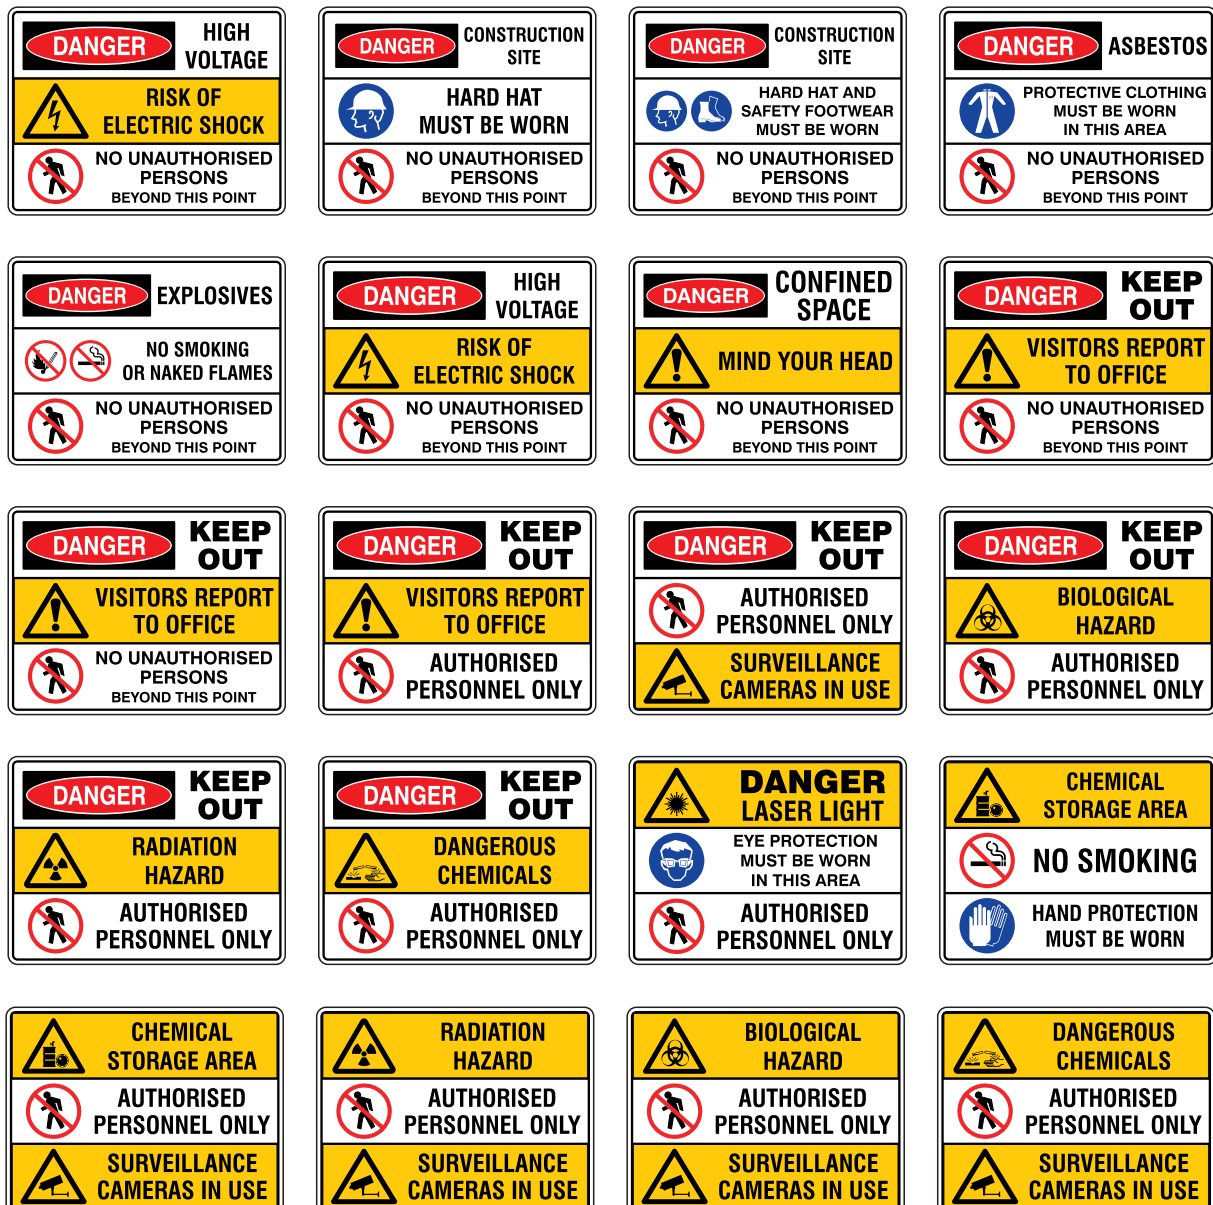 DANGER
HIGH
VOLTAGE
RISK OF
ELECTRIC SHOCK
NO UNAUTHORISED
PERSONS
BEYOND THIS POINT
DANGER
CONSTRUCTION
SITE
HARD HAT
MUST BE WORN
NO UNAUTHORISED
PERSONS
BEYOND THIS POINT
DANGER
CONSTRUCTION
SITE
HARD HAT AND
SAFETY FOOTWEAR
MUST BE WORN
NO UNAUTHORISED
PERSONS
BEYOND THIS POINT
DANGER ASBESTOS
PROTECTIVE CLOTHING
MUST BE WORN
IN THIS AREA
NO UNAUTHORISED
PERSONS
BEYOND THIS POINT
DANGER EXPLOSIVES
NO SMOKING
OR NAKED FLAMES
NO UNAUTHORISED
PERSONS
BEYOND THIS POINT
DANGER
HIGH
VOLTAGE
RISK OF
ELECTRIC SHOCK
NO UNAUTHORISED
PERSONS
BEYOND THIS POINT
DANGER
CONFINED
SPACE
MIND YOUR HEAD
NO UNAUTHORISED
PERSONS
BEYOND THIS POINT
DANGER
KEEP
OUT
VISITORS REPORT
TO OFFICE
NO UNAUTHORISED
PERSONS
BEYOND THIS POINT
DANGER
KEEP
OUT
VISITORS REPORT
TO OFFICE
NO UNAUTHORISED
PERSONS
BEYOND THIS POINT
DANGER
KEEP
OUT
VISITORS REPORT
TO OFFICE
AUTHORISED
PERSONNEL ONLY
DANGER
KEEP
OUT
AUTHORISED
PERSONNEL ONLY
SURVEILLANCE
CAMERAS IN USE
DANGER
KEEP
OUT
BIOLOGICAL
HAZARD
AUTHORISED
PERSONNEL ONLY
DANGER
KEEP
OUT
RADIATION
HAZARD
AUTHORISED
PERSONNEL ONLY
DANGER
KEEP
OUT
DANGEROUS
CHEMICALS
AUTHORISED
PERSONNEL ONLY
DANGER
LASER LIGHT
EYE PROTECTION
MUST BE WORN
IN THIS AREA
AUTHORISED
PERSONNEL ONLY
CHEMICAL
STORAGE AREA
NO SMOKING
HAND PROTECTION
MUST BE WORN
CHEMICAL
STORAGE AREA
AUTHORISED
PERSONNEL ONLY
SURVEILLANCE
CAMERAS IN USE
RADIATION
HAZARD
AUTHORISED
PERSONNEL ONLY
SURVEILLANCE
CAMERAS IN USE
BIOLOGICAL
HAZARD
AUTHORISED
PERSONNEL ONLY
SURVEILLANCE
CAMERAS IN USE
DANGEROUS
CHEMICALS
AUTHORISED
PERSONNEL ONLY
SURVEILLANCE
CAMERAS IN USE